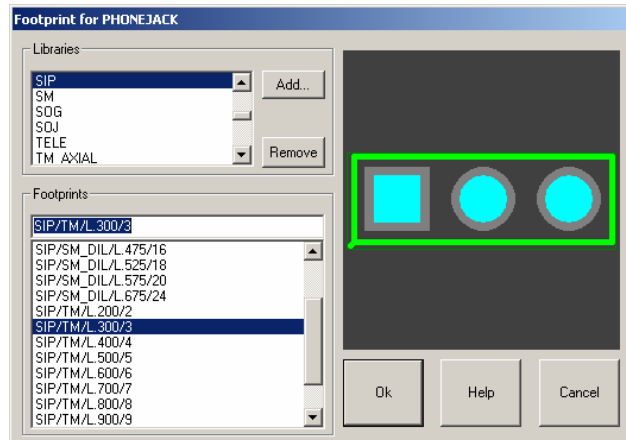 Footprint for PHONEJACK
Libraries
SIP
SM
SOG
SOJ
TELE
TM_AXIAL
Add...
Remove
Footprints
SIP/TM/L.300/3
SIP/SM_DIL/L.475/16
SIP/SM_DIL/L.525/18
SIP/SM_DIL/L.575/20
SIP/SM_DIL/L.675/24
SIP/TM/L.200/2
SIP/TM/L.300/3
SIP/TM/L.400/4
SIP/TM/L.500/5
SIP/TM/L.600/6
SIP/TM/L.700/7
SIP/TM/L.800/8
SIP/TM/L.900/9
Ok
Help
Cancel